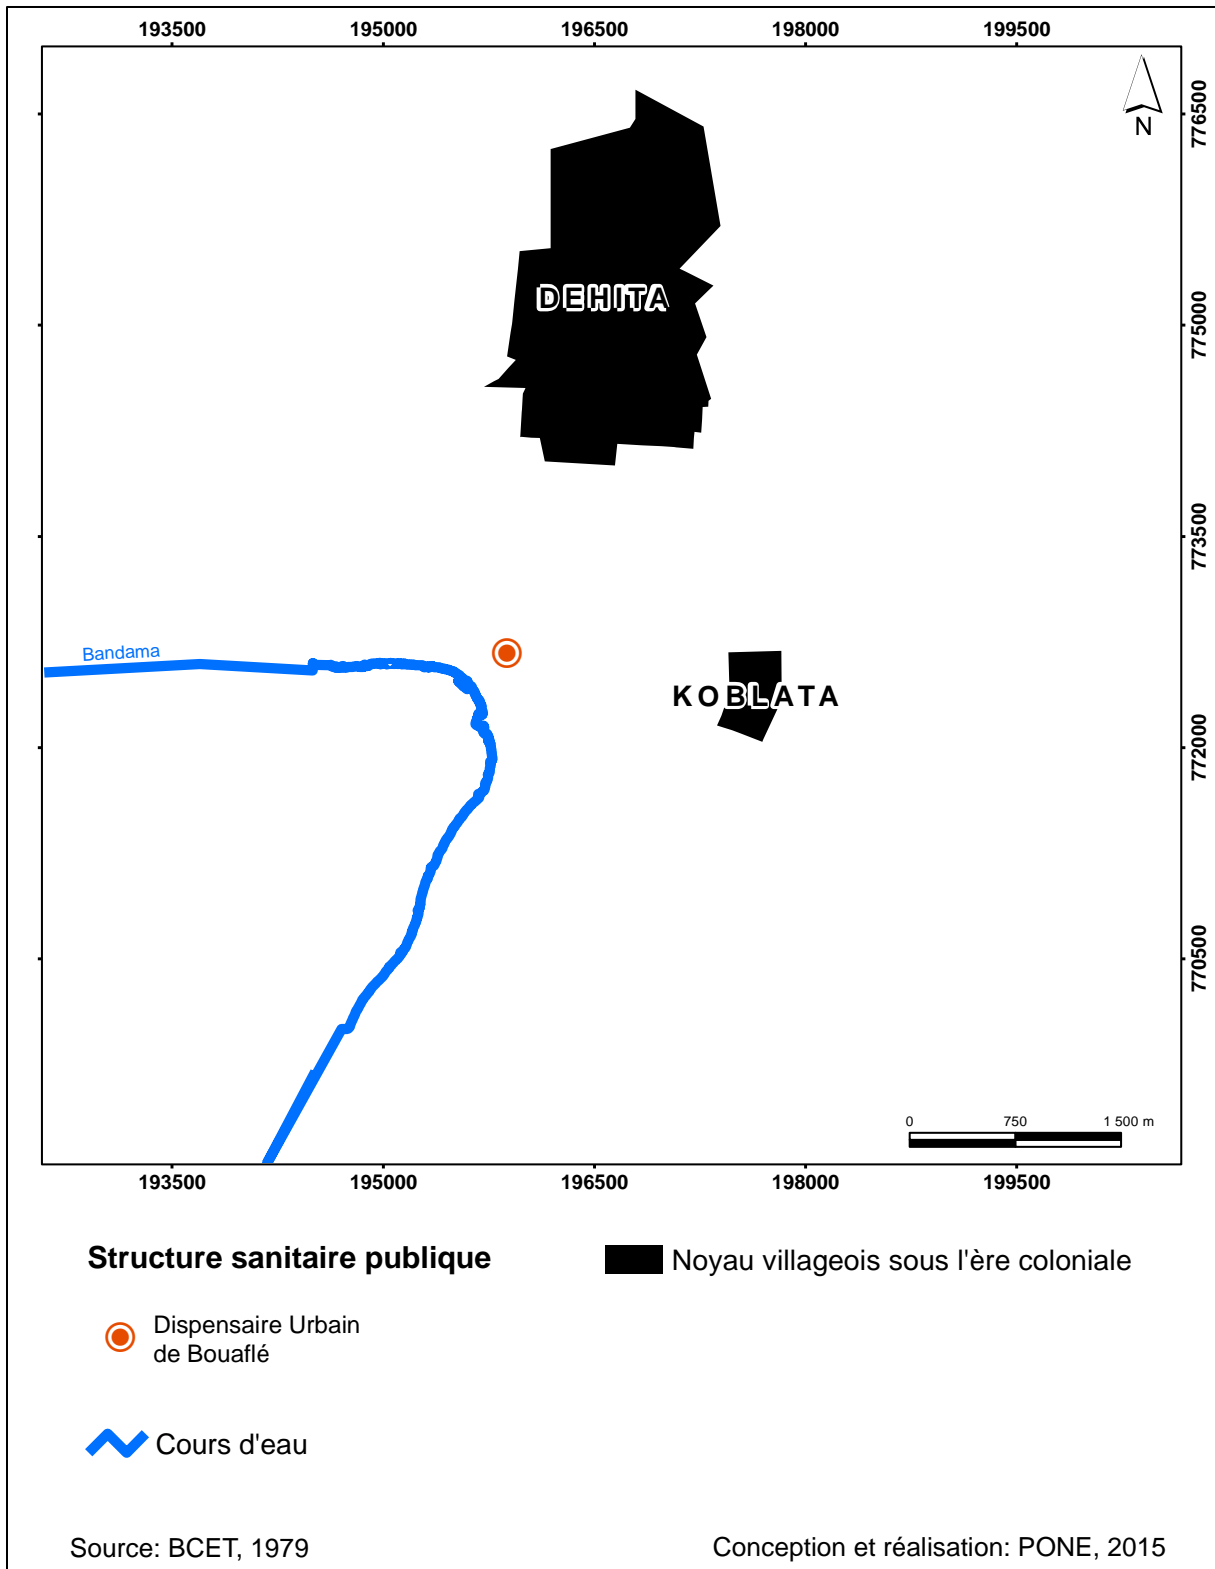 193500 195000 196500 198000 199500
N
776500
DEHITA
775000
773500
Bandama
KOBLATA
772000
770500
0 750 1 500 m
193500 195000 196500 198000 199500
Structure sanitaire publique
Noyau villageois sous l'ère coloniale
Dispensaire Urbain
de Bouaflé
Cours d'eau
Source: BCET, 1979
Conception et réalisation: PONE, 2015